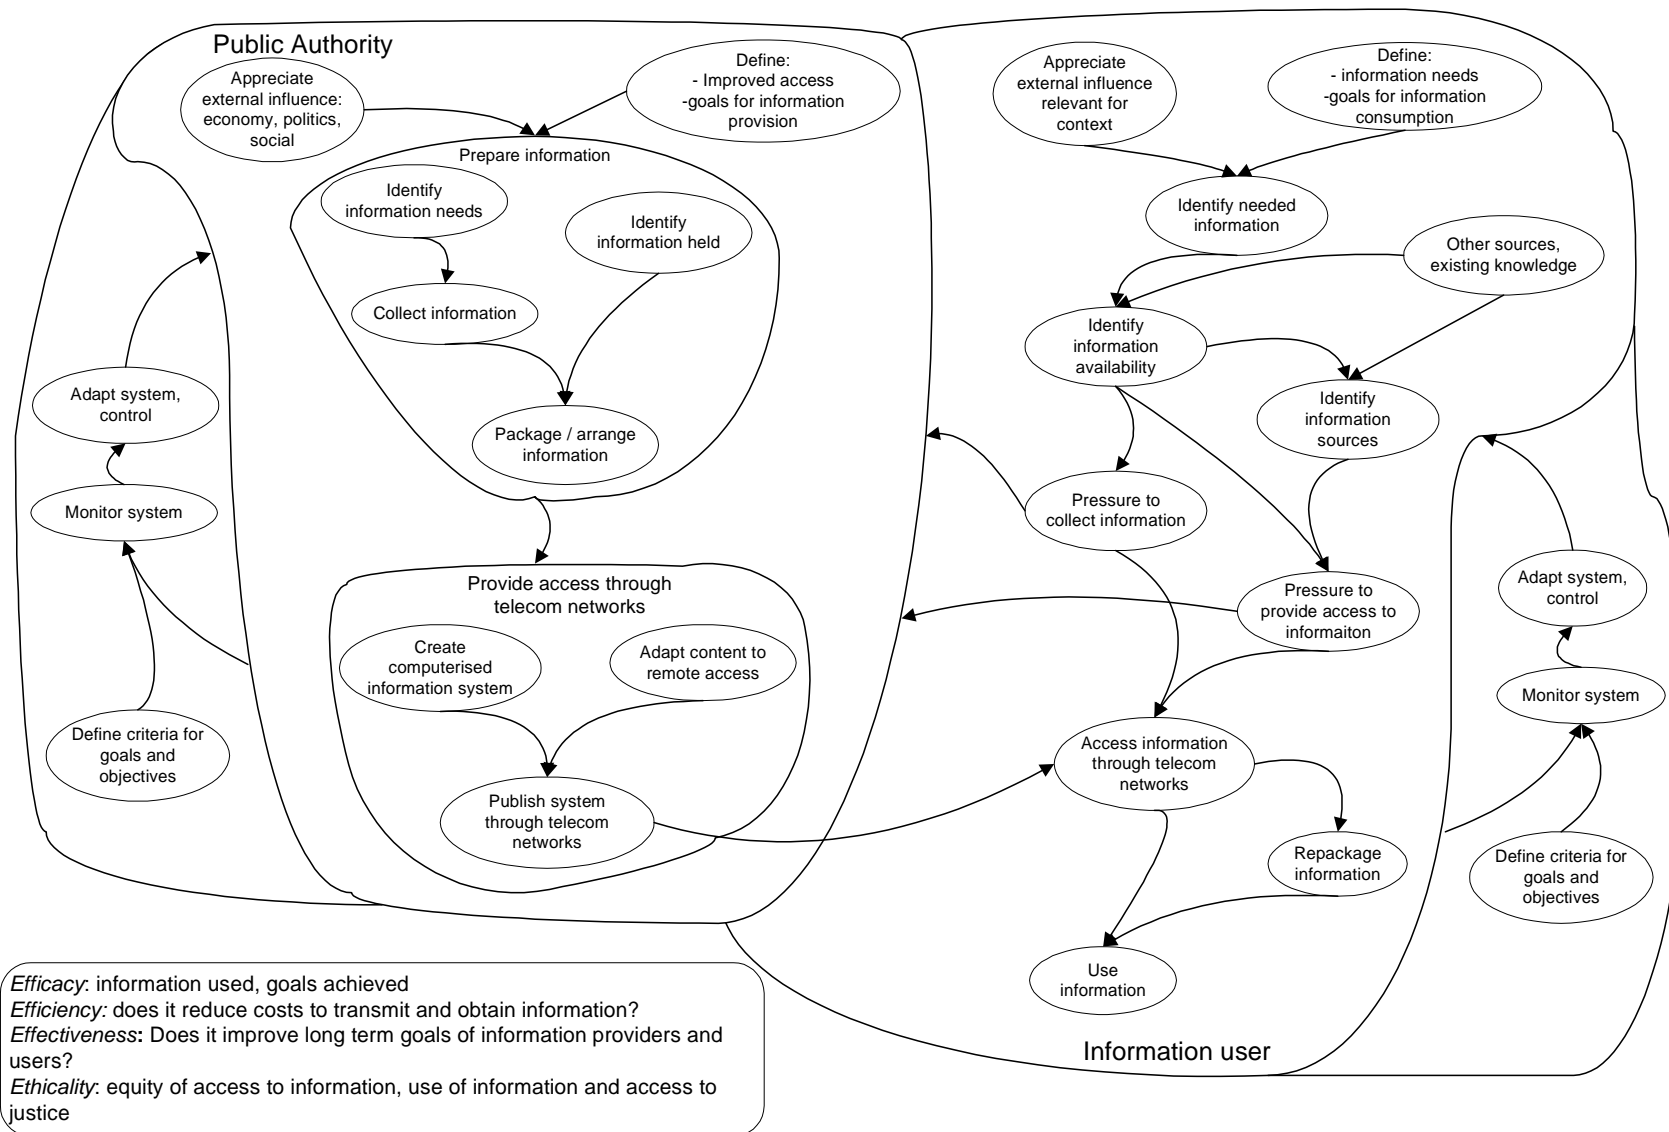 Public Authority
Appreciate
external influence:
economy, politics,
social
Define:
- Improved access
-goals for information
provision
Prepare information
Identify
information needs
Identify
information held
Collect information
Package / arrange
information
Adapt system,
control
Monitor system
Define criteria for
goals and
objectives
Provide access through
telecom networks
Create
computerised
information system
Adapt content to
remote access
Publish system
through telecom
networks
Appreciate
external influence
relevant for
context
Define:
- information needs
-goals for information
consumption
Identify needed
information
Other sources,
existing knowledge
Identify
information
availability
Identify
information
sources
Pressure to
collect information
Pressure to
provide access to
informaiton
Access information
through telecom
networks
Repackage
information
Use
information
Adapt system,
control
Monitor system
Define criteria for
goals and
objectives
Information user
Efficacy: information used, goals achieved
Efficiency: does it reduce costs to transmit and obtain information?
Effectiveness: Does it improve long term goals of information providers and
users?
Ethicality: equity of access to information, use of information and access to
justice